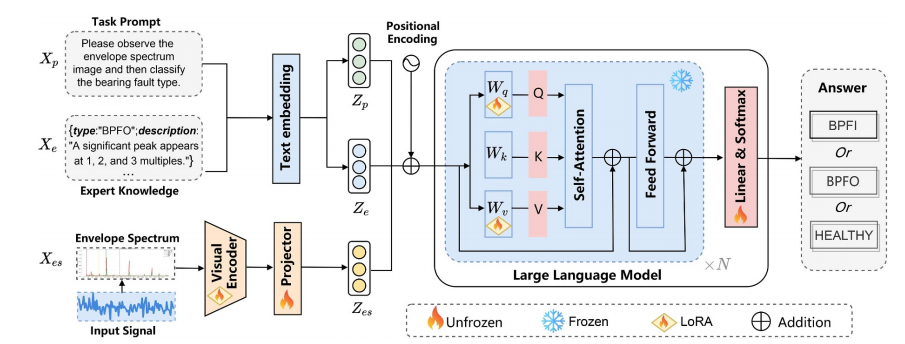 Task Prompt
X_p
Please observe the
envelope spectrum
image and then classify
the bearing fault type.
X_e
{type:"BPFO";description:
"A significant peak appears
at 1, 2, and 3 multiples."}
...
Expert Knowledge
Envelope Spectrum
X_es
Input Signal
Text embedding
Visual
Encoder
Projector
Z_p
Z_e
Z_es
Positional
Encoding
W_q
Q
W_k
K
W_v
V
Self-Attention
Feed Forward
Large Language Model
×N
Linear & Softmax
Answer
BPFI
Or
BPFO
Or
HEALTHY
Unfrozen
Frozen
LoRA
Addition